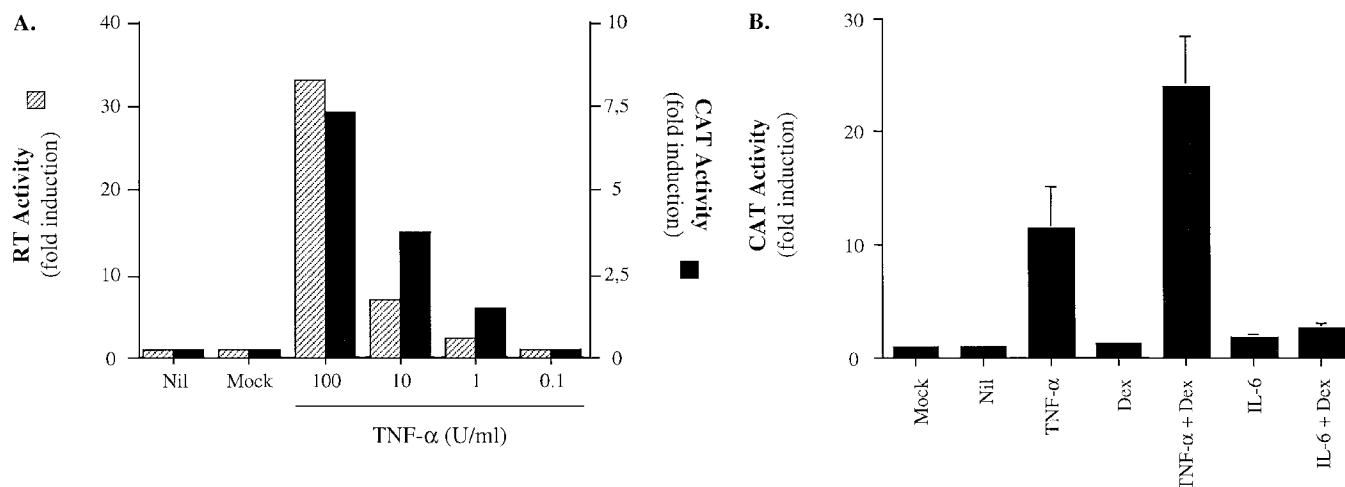 A.
RT Activity
(fold induction)
40
30
20
10
0
10
7,5
5
2,5
0
CAT Activity
(fold induction)
Nil Mock 100 10 1 0.1
TNF-α (U/ml)
B.
CAT Activity
(fold induction)
30
20
10
0
Mock
Nil
TNF-α
Dex
TNF-α + Dex
IL-6
IL-6 + Dex